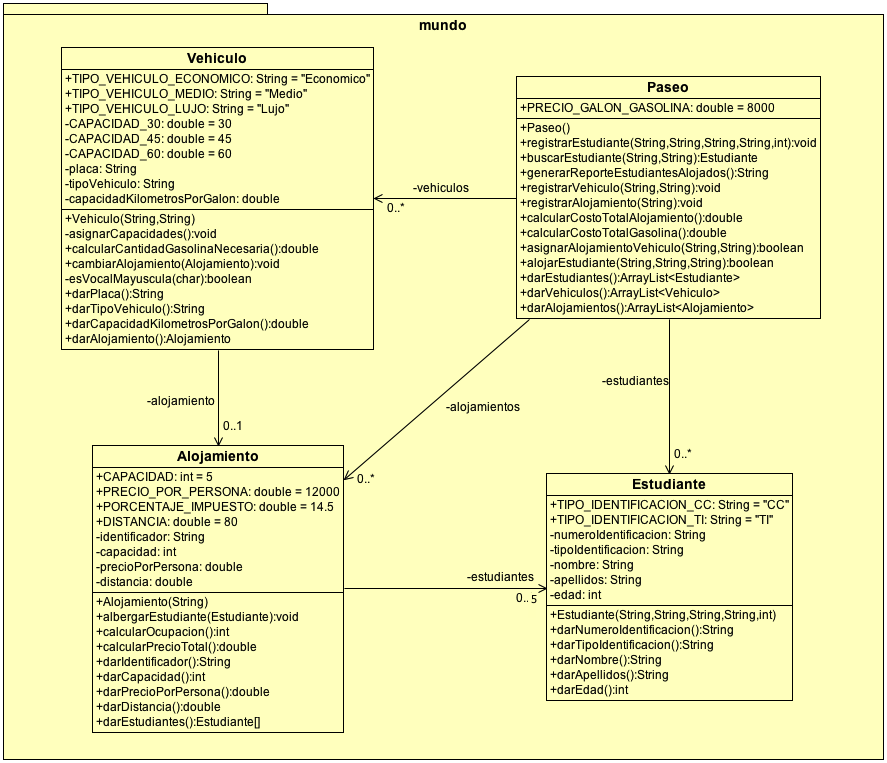 mundo
Vehiculo
+TIPO_VEHICULO_ECONOMICO: String = "Economico"
+TIPO_VEHICULO_MEDIO: String = "Medio"
+TIPO_VEHICULO_LUJO: String = "Lujo"
-CAPACIDAD_30: double = 30
-CAPACIDAD_45: double = 45
-CAPACIDAD_60: double = 60
-placa: String
-tipoVehiculo: String
-capacidadKilometrosPorGalon: double
+Vehiculo(String,String)
-asignarCapacidades():void
+calcularCantidadGasolinaNecesaria():double
+cambiarAlojamiento(Alojamiento):void
-esVocalMayuscula(char):boolean
+darPlaca():String
+darTipoVehiculo():String
+darCapacidadKilometrosPorGalon():double
+darAlojamiento():Alojamiento
Paseo
+PRECIO_GALON_GASOLINA: double = 8000
+Paseo()
+registrarEstudiante(String,String,String,String,int):void
+buscarEstudiante(String,String):Estudiante
+generarReporteEstudiantesAlojados():String
+registrarVehiculo(String,String):void
+registrarAlojamiento(String):void
+calcularCostoTotalAlojamiento():double
+calcularCostoTotalGasolina():double
+asignarAlojamientoVehiculo(String,String):boolean
+alojarEstudiante(String,String,String):boolean
+darEstudiantes():ArrayList<Estudiante>
+darVehiculos():ArrayList<Vehiculo>
+darAlojamientos():ArrayList<Alojamiento>
-vehiculos
0..*
-alojamiento
0..1
-alojamientos
0..*
-estudiantes
0..*
Alojamiento
+CAPACIDAD: int = 5
+PRECIO_POR_PERSONA: double = 12000
+PORCENTAJE_IMPUESTO: double = 14.5
+DISTANCIA: double = 80
-identificador: String
-capacidad: int
-precioPorPersona: double
-distancia: double
+Alojamiento(String)
+albergarEstudiante(Estudiante):void
+calcularOcupacion():int
+calcularPrecioTotal():double
+darIdentificador():String
+darCapacidad():int
+darPrecioPorPersona():double
+darDistancia():double
+darEstudiantes():Estudiante[]
-estudiantes
0..5
Estudiante
+TIPO_IDENTIFICACION_CC: String = "CC"
+TIPO_IDENTIFICACION_TI: String = "TI"
-numeroIdentificacion: String
-tipoIdentificacion: String
-nombre: String
-apellidos: String
-edad: int
+Estudiante(String,String,String,String,int)
+darNumeroIdentificacion():String
+darTipoIdentificacion():String
+darNombre():String
+darApellidos():String
+darEdad():int